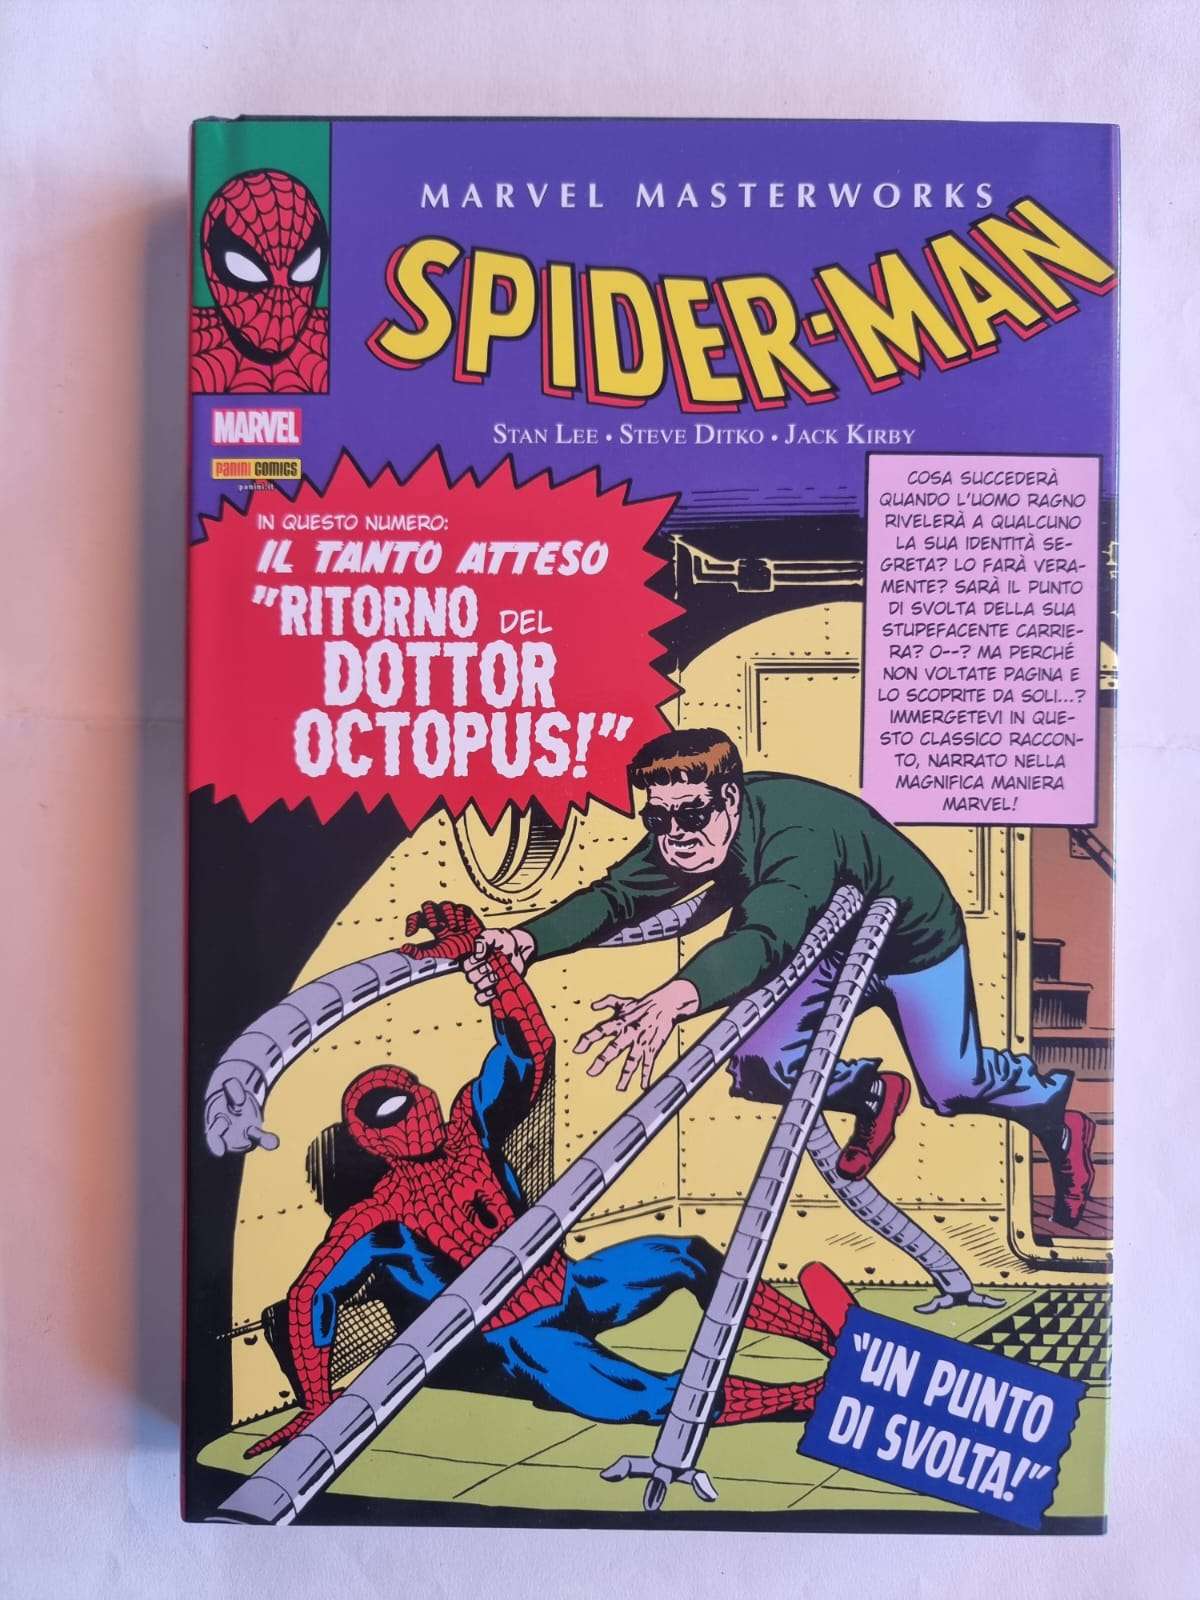 MARVEL MASTERWORKS
SPIDER-MAN
STAN LEE • STEVE DITKO • JACK KIRBY
MARVEL
PANINI COMICS
panini.it
IN QUESTO NUMERO:
IL TANTO ATTESO
"RITORNO DEL
DOTTOR
OCTOPUS!"
COSA SUCCEDERÀ
QUANDO L'UOMO RAGNO
RIVELERÀ A QUALCUNO
LA SUA IDENTITÀ SE-
GRETA? LO FARÀ VERA-
MENTE? SARÀ IL PUNTO
DI SVOLTA DELLA SUA
STUPEFACENTE CARRIE-
RA? O--? MA PERCHÉ
NON VOLTATE PAGINA E
LO SCOPRITE DA SOLI...?
IMMERGETEVI IN QUE-
STO CLASSICO RACCON-
TO, NARRATO NELLA
MAGNIFICA MANIERA
MARVEL!
"UN PUNTO
DI SVOLTA!"